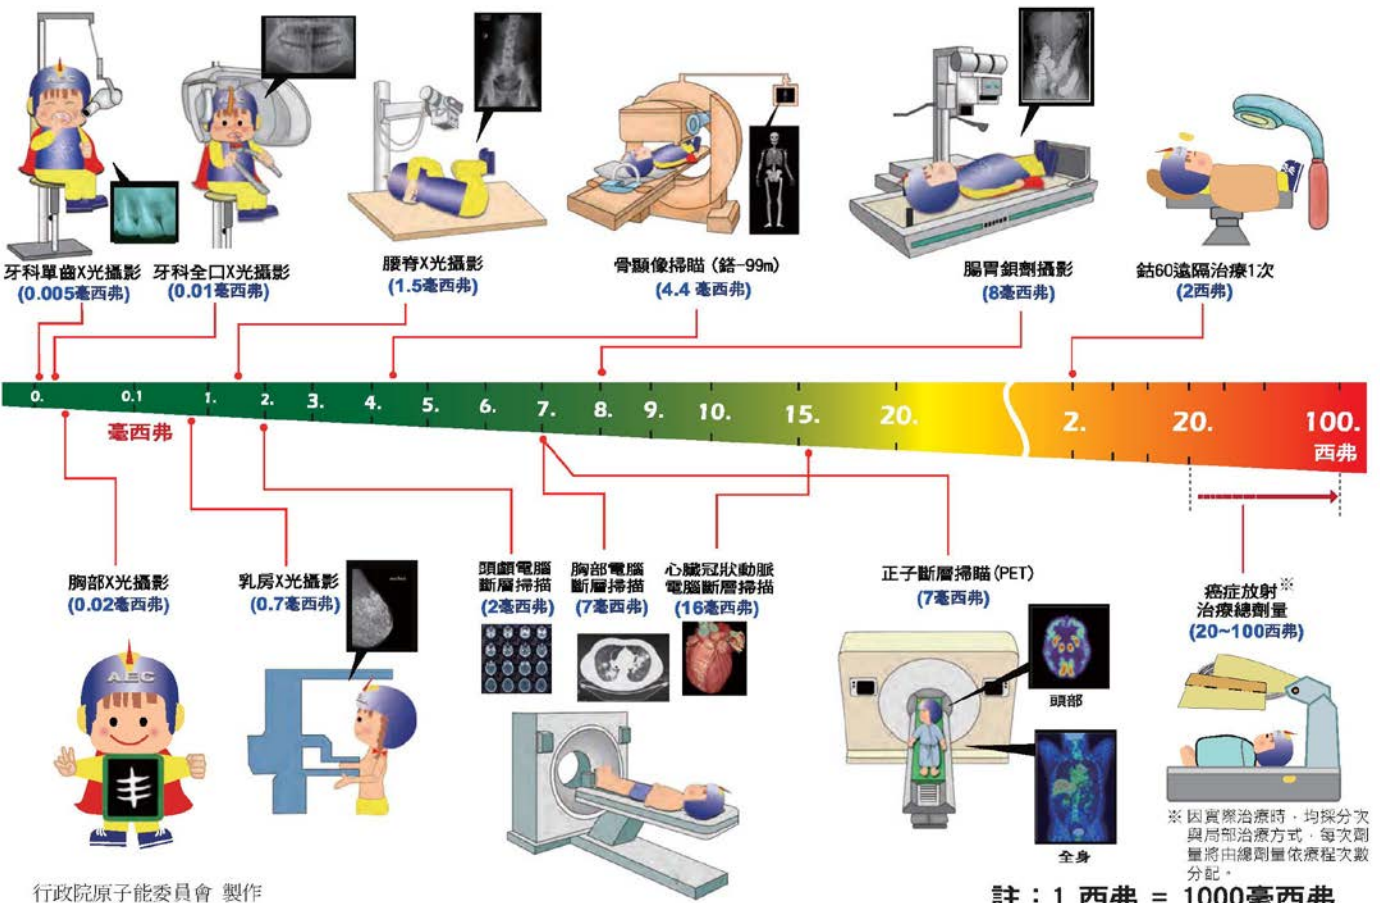 牙科單齒X光攝影
(0.005毫西弗)
牙科全口X光攝影
(0.01毫西弗)
腰脊X光攝影
(1.5毫西弗)
骨顯像掃瞄(鎝-99m)
(4.4 毫西弗)
腸胃鋇劑攝影
(8毫西弗)
鈷60遠隔治療1次
(2西弗)
0. 0.1 1. 2. 3. 4. 5. 6. 7. 8. 9. 10. 15. 20. 2. 20. 100.
毫西弗
西弗
胸部X光攝影
(0.02毫西弗)
乳房X光攝影
(0.7毫西弗)
頭顱電腦
斷層掃描
(2毫西弗)
胸部電腦
斷層掃描
(7毫西弗)
心臟冠狀動脈
電腦斷層掃描
(16毫西弗)
正子斷層掃瞄(PET)
(7毫西弗)
癌症放射※
治療總劑量
(20~100西弗)
AEC
AEC
頭部
全身
※ 因實際治療時，均採分次
與局部治療方式，每次劑
量將由總劑量依療程次數
分配。
行政院原子能委員會 製作
註：1 西弗 = 1000毫西弗